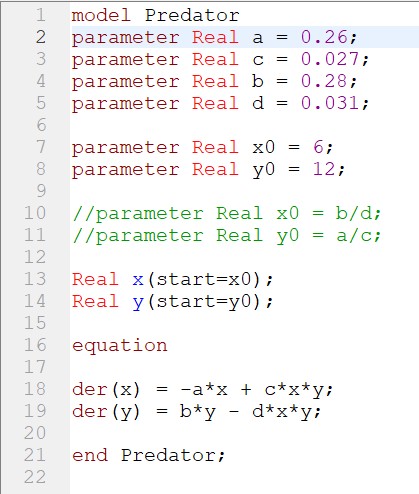 1 model Predator
2 parameter Real a = 0.26;
3 parameter Real c = 0.027;
4 parameter Real b = 0.28;
5 parameter Real d = 0.031;
6
7 parameter Real x0 = 6;
8 parameter Real y0 = 12;
9
10 //parameter Real x0 = b/d;
11 //parameter Real y0 = a/c;
12
13 Real x(start=x0);
14 Real y(start=y0);
15
16 equation
17
18 der(x) = -a*x + c*x*y;
19 der(y) = b*y - d*x*y;
20
21 end Predator;
22